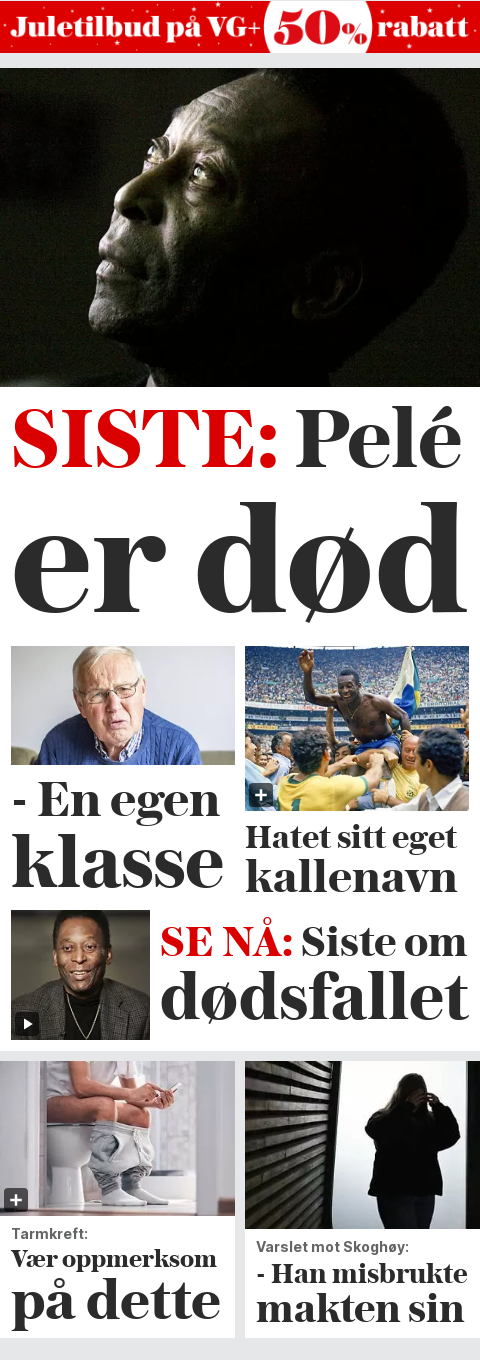 Juletilbud på VG+ 50% rabatt
SISTE: Pelé
er død
- En egen
klasse
Hatet sitt eget
kallenavn
SE NÅ: Siste om
dødsfallet
Tarmkreft:
Vær oppmerksom
på dette
Varslet mot Skoghøy:
- Han misbrukte
makten sin